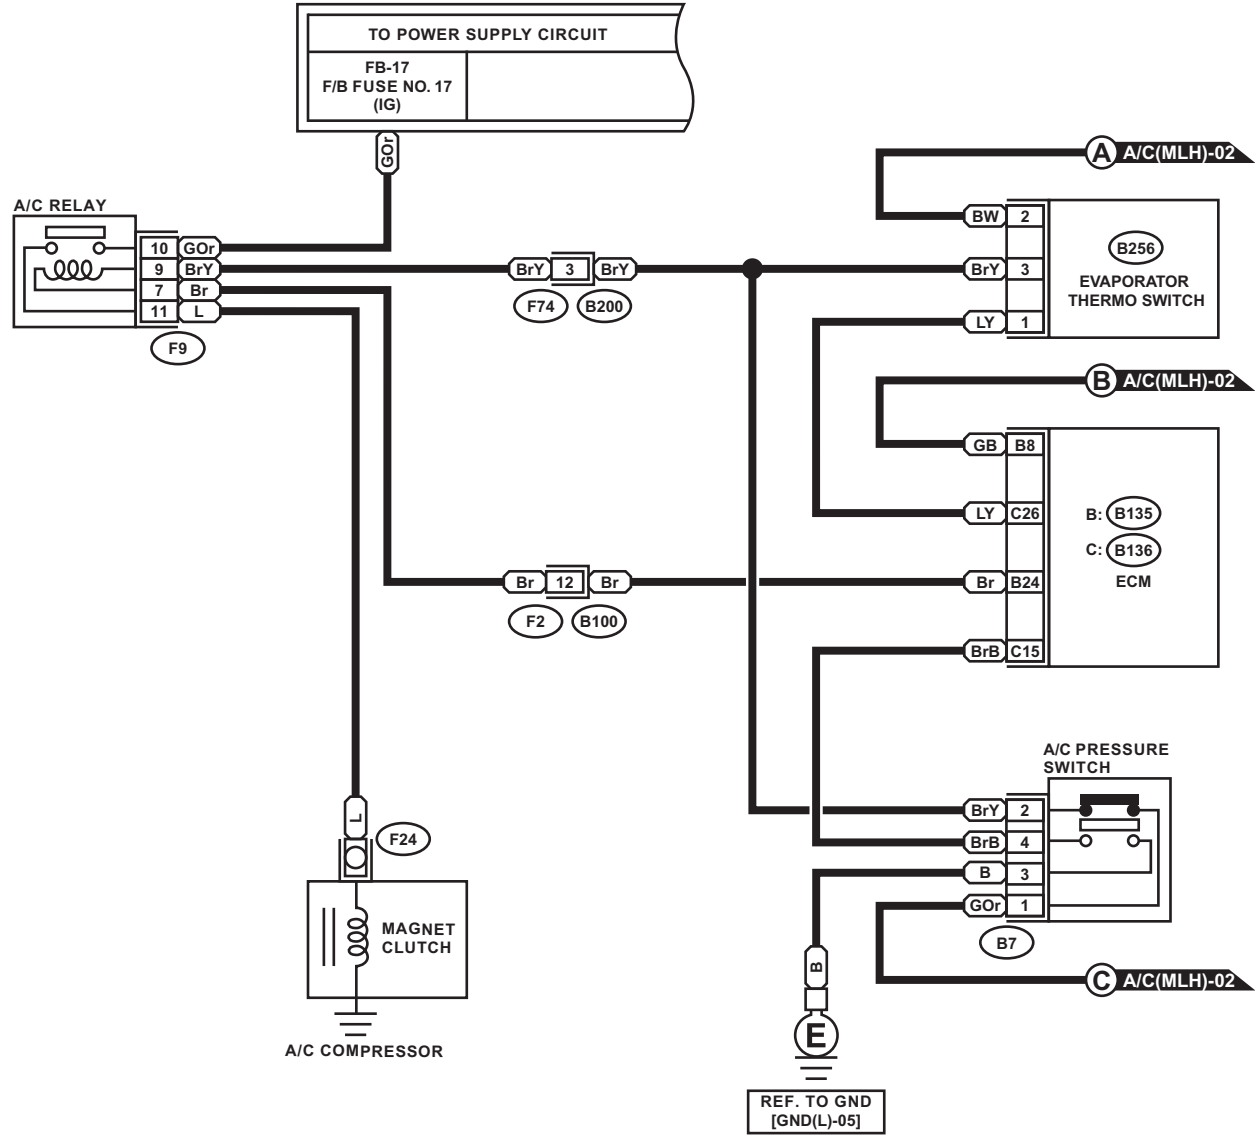 TO POWER SUPPLY CIRCUIT
FB-17
F/B FUSE NO. 17
(IG)
GOr
A A/C(MLH)-02
A/C RELAY
10 GOr
9 BrY
7 Br
11 L
F9
BrY 3 BrY
F74 B200
BW 2
BrY 3
LY 1
B256
EVAPORATOR
THERMO SWITCH
B A/C(MLH)-02
GB B8
LY C26
Br B24
BrB C15
B: B135
C: B136
ECM
Br 12 Br
F2 B100
A/C PRESSURE
SWITCH
BrY 2
BrB 4
B 3
GOr 1
B7
L
F24
MAGNET
CLUTCH
A/C COMPRESSOR
B
C A/C(MLH)-02
E
REF. TO GND
[GND(L)-05]